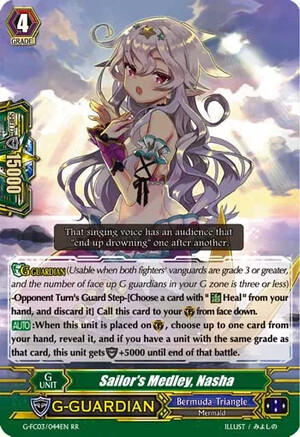 4
GRADE
15000
SHIELD
That singing voice has an audience that
"end up drowning" one after another.
G GUARDIAN (Usable when both fighters' vanguards are grade 3 or greater,
and the number of face up G guardians in your G zone is three or less)
-Opponent Turn's Guard Step-[Choose a card with " Heal" from your
hand, and discard it] Call this card to your G from face down.
AUTO:When this unit is placed on G, choose up to one card from
your hand, reveal it, and if you have a unit with the same grade
as that card, this unit gets +5000 until end of that battle.
G
UNIT
Sailor's Medley, Nasha
G-GUARDIAN
Bermuda Triangle
Mermaid
G-FC03/044EN RR
ILLUST / みよしの